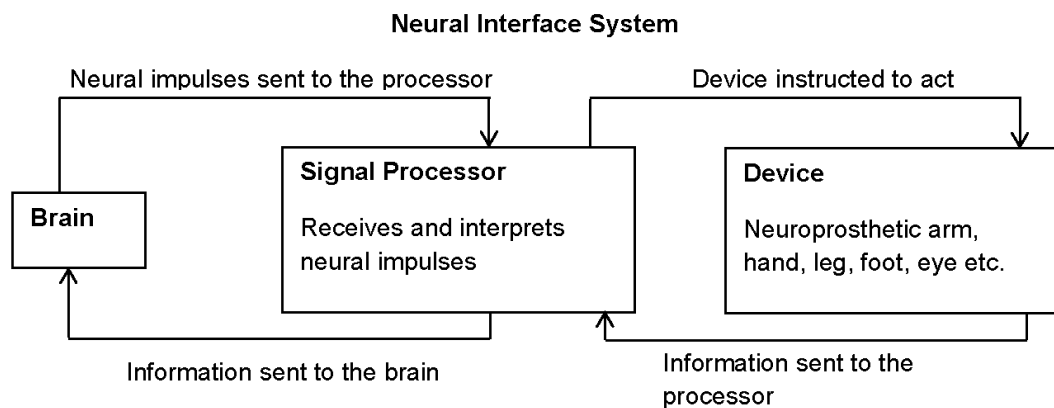 Neural Interface System
Neural impulses sent to the processor
Device instructed to act
Brain
Signal Processor
Receives and interprets
neural impulses
Device
Neuroprosthetic arm,
hand, leg, foot, eye etc.
Information sent to the brain
Information sent to the
processor